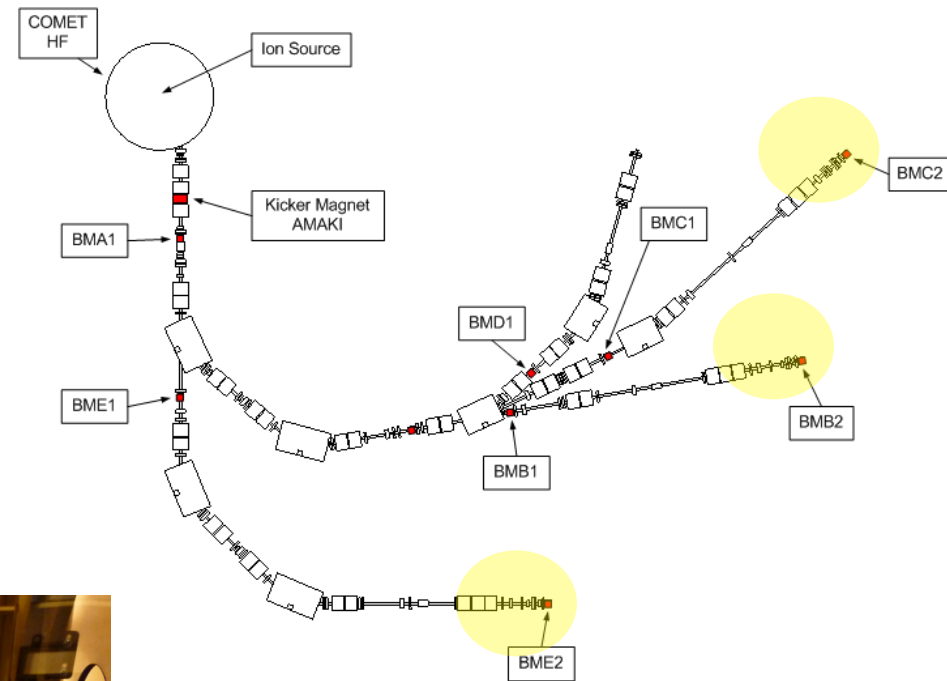 COMET
HF
Ion Source
BMC2
Kicker Magnet
AMAKI
BMC1
BMA1
BMD1
BME1
BMB2
BMB1
BME2